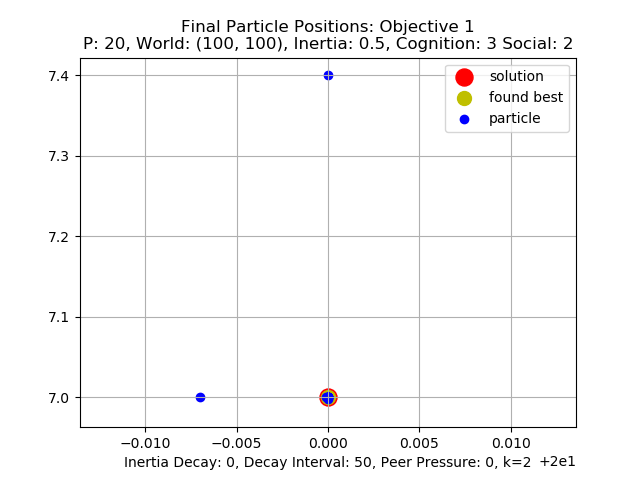 Final Particle Positions: Objective 1
P: 20, World: (100, 100), Inertia: 0.5, Cognition: 3 Social: 2
solution
found best
particle
7.4
7.3
7.2
7.1
7.0
−0.010 −0.005 0.000 0.005 0.010
Inertia Decay: 0, Decay Interval: 50, Peer Pressure: 0, k=2 +2e1